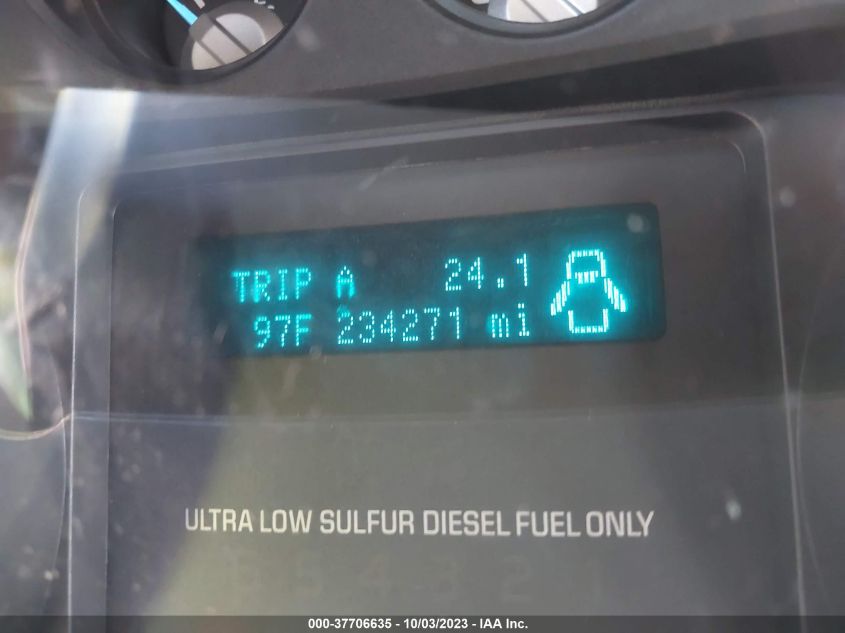 TRIP A 24.1
97F 234271 mi
ULTRA LOW SULFUR DIESEL FUEL ONLY
000-37706635 - 10/03/2023 - IAA Inc.